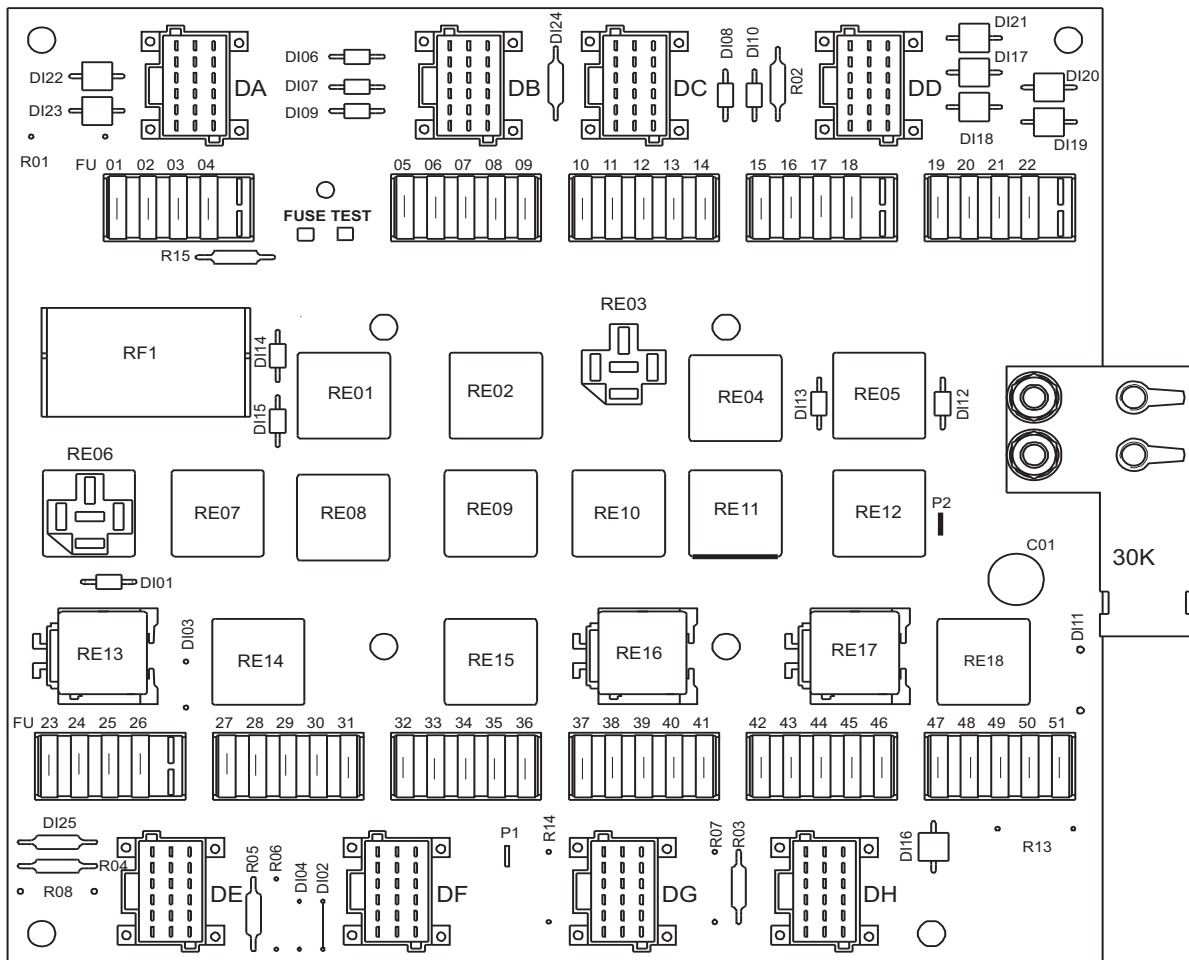 DI21
DI24
DI08
DI10
DI06
DI17
DI22
DI07
DA
DB
DC
R02
DD
DI20
DI23
DI09
DI18
DI19
R01
FU 01 02 03 04
05 06 07 08 09
10 11 12 13 14
15 16 17 18
19 20 21 22
FUSE TEST
R15
RE03
RF1
DI14
RE01
RE02
RE04
DI13
RE05
DI12
DI15
RE06
RE07
RE08
RE09
RE10
RE11
RE12
P2
C01
30K
DI01
RE13
DI03
RE14
RE15
RE16
RE17
RE18
DI11
FU 23 24 25 26
27 28 29 30 31
32 33 34 35 36
37 38 39 40 41
42 43 44 45 46
47 48 49 50 51
DI25
R04
R08
DE
R05
R06
DI04
DI02
DF
P1
R14
DG
R07
R03
DH
DI16
R13